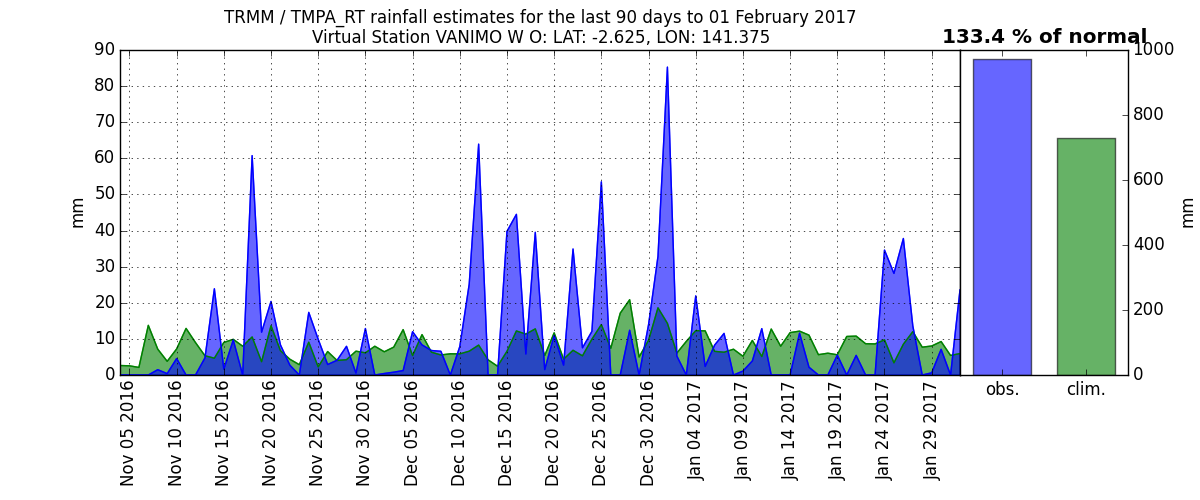 TRMM / TMPA_RT rainfall estimates for the last 90 days to 01 February 2017
Virtual Station VANIMO W O: LAT: -2.625, LON: 141.375
133.4 % of normal
mm
90
80
70
60
50
40
30
20
10
0
Nov 05 2016
Nov 10 2016
Nov 15 2016
Nov 20 2016
Nov 25 2016
Nov 30 2016
Dec 05 2016
Dec 10 2016
Dec 15 2016
Dec 20 2016
Dec 25 2016
Dec 30 2016
Jan 04 2017
Jan 09 2017
Jan 14 2017
Jan 19 2017
Jan 24 2017
Jan 29 2017
obs.
clim.
1000
800
600
400
200
0
mm